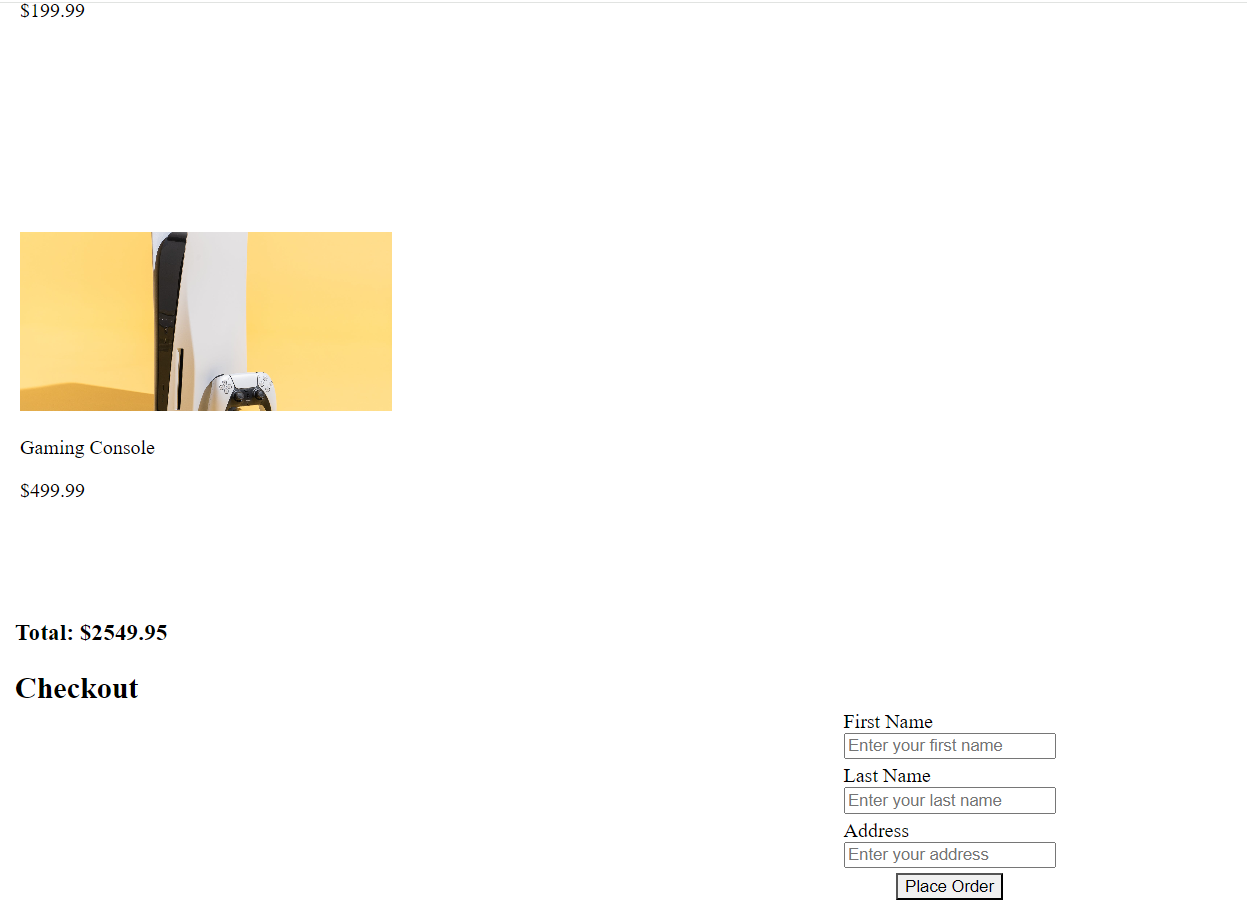 $199.99
Gaming Console
$499.99
Total: $2549.95
Checkout
First Name
Enter your first name
Last Name
Enter your last name
Address
Enter your address
Place Order